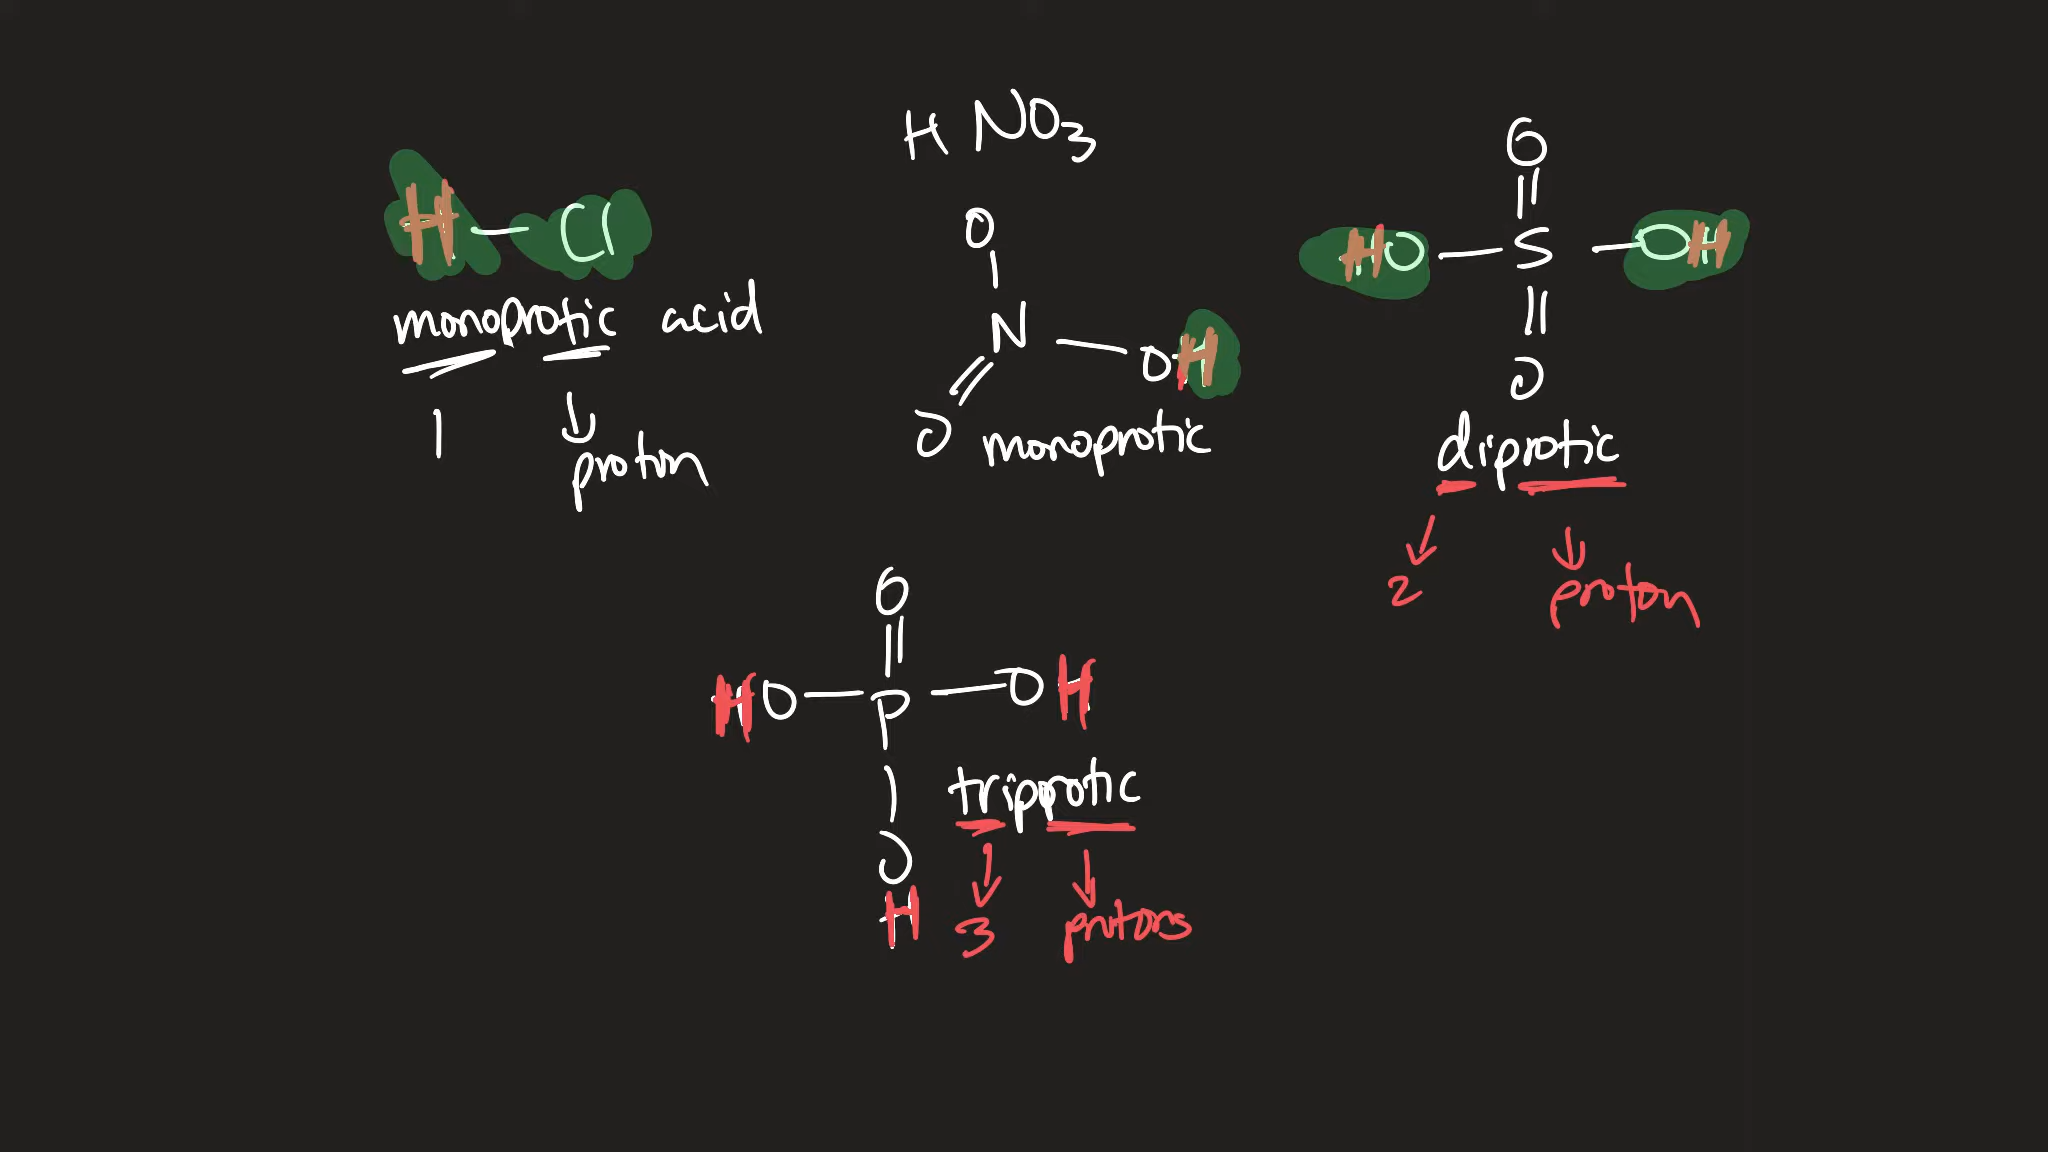 H NO3
H-Cl
monoprotic acid
1
proton
O
N
OH
O
monoprotic
O
HO
S
OH
O
diprotic
2
proton
O
HO
P
OH
O
H
triprotic
3
protons